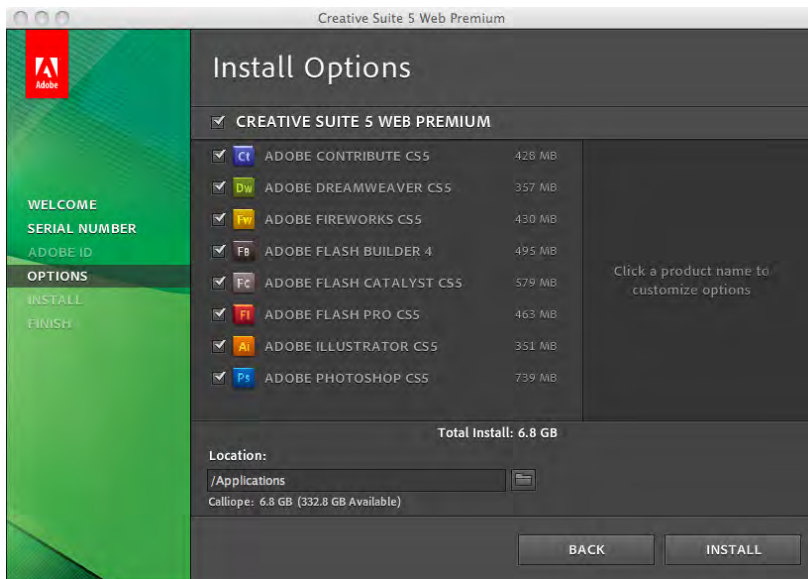 Creative Suite 5 Web Premium
Adobe
Install Options
CREATIVE SUITE 5 WEB PREMIUM
Ct ADOBE CONTRIBUTE CS5 428 MB
Dw ADOBE DREAMWEAVER CS5 357 MB
Fw ADOBE FIREWORKS CS5 430 MB
FB ADOBE FLASH BUILDER 4 495 MB
Fc ADOBE FLASH CATALYST CS5 579 MB
Fl ADOBE FLASH PRO CS5 463 MB
Ai ADOBE ILLUSTRATOR CS5 351 MB
Ps ADOBE PHOTOSHOP CS5 739 MB
WELCOME
SERIAL NUMBER
ADOBE ID
OPTIONS
INSTALL
FINISH
Click a product name to
customize options
Total Install: 6.8 GB
Location:
/Applications
Calliope: 6.8 GB (332.8 GB Available)
BACK
INSTALL